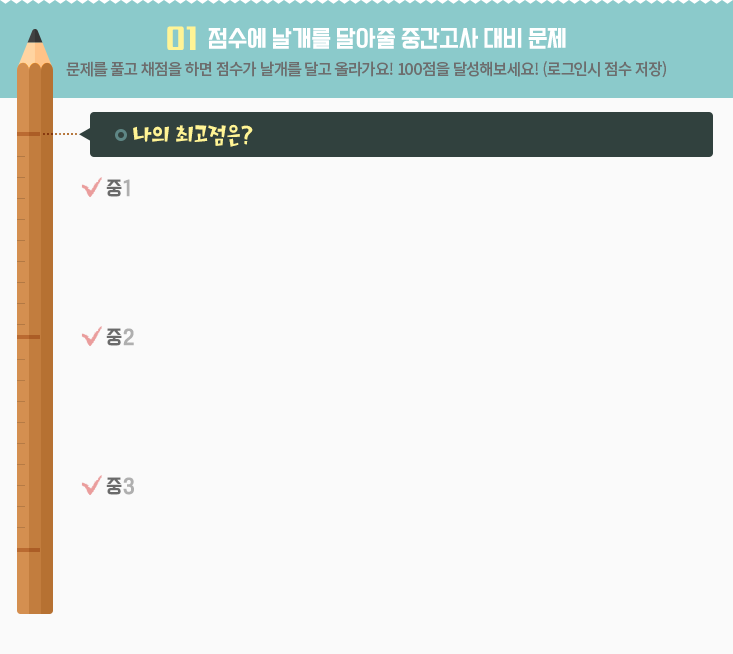 01 점수에 날개를 달아줄 중간고사 대비 문제
문제를 풀고 채점을 하면 점수가 날개를 달고 올라가요! 100점을 달성해보세요! (로그인시 점수 저장)
나의 최고점은?
중1
중2
중3